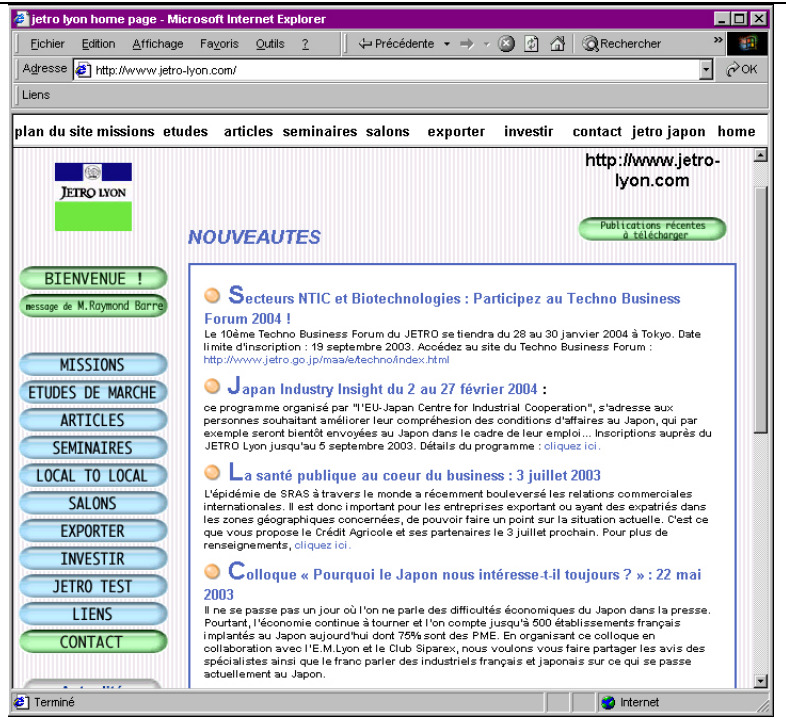 jetro lyon home page - Microsoft Internet Explorer
Fichier Edition Affichage Favoris Outils ? Précédente Rechercher »
Adresse http://www.jetro-lyon.com/ OK
Liens
plan du site missions etudes articles seminaires salons exporter investir contact jetro japon home
http://www.jetro-
lyon.com
JETRO LYON
Publications récentes
à télécharger
NOUVEAUTES
BIENVENUE !
message de M.Raymond Barre
MISSIONS
ETUDES DE MARCHE
ARTICLES
SEMINAIRES
LOCAL TO LOCAL
SALONS
EXPORTER
INVESTIR
JETRO TEST
LIENS
CONTACT
Secteurs NTIC et Biotechnologies : Participez au Techno Business
Forum 2004 !
Le 10ème Techno Business Forum du JETRO se tiendra du 28 au 30 janvier 2004 à Tokyo. Date
limite d'inscription : 19 septembre 2003. Accédez au site du Techno Business Forum :
http://www.jetro.go.jp/maa/e/techno/index.html
Japan Industry Insight du 2 au 27 février 2004 :
ce programme organisé par "l'EU-Japan Centre for Industrial Cooperation", s'adresse aux
personnes souhaitant améliorer leur compréhesion des conditions d'affaires au Japon, qui par
exemple seront bientôt envoyées au Japon dans le cadre de leur emploi... Inscriptions auprès du
JETRO Lyon jusqu'au 5 septembre 2003. Détails du programme : cliquez ici.
La santé publique au coeur du business : 3 juillet 2003
L'épidémie de SRAS à travers le monde a récemment bouleversé les relations commerciales
internationales. Il est donc important pour les entreprises exportant ou ayant des expatriés dans
les zones géographiques concernées, de pouvoir faire un point sur la situation actuelle. C'est ce
que vous propose le Crédit Agricole et ses partenaires le 3 juillet prochain. Pour plus de
renseignements, cliquez ici.
Colloque « Pourquoi le Japon nous intéresse-t-il toujours ? » : 22 mai
2003
Il ne se passe pas un jour où l'on ne parle des difficultés économiques du Japon dans la presse.
Pourtant, l'économie continue à tourner et l'on compte jusqu'à 500 établissements français
implantés au Japon aujourd'hui dont 75% sont des PME. En organisant ce colloque en
collaboration avec l'E.M.Lyon et le Club Siparex, nous voulons vous faire partager les avis des
spécialistes ainsi que le franc parler des industriels français et japonais sur ce qui se passe
actuellement au Japon.
Terminé Internet